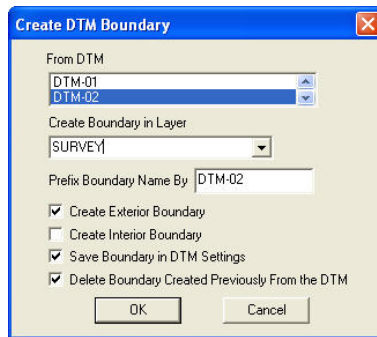 Create DTM Boundary
From DTM
DTM-01
DTM-02
Create Boundary in Layer
SURVEY
Prefix Boundary Name By DTM-02
Create Exterior Boundary
Create Interior Boundary
Save Boundary in DTM Settings
Delete Boundary Created Previously From the DTM
OK Cancel